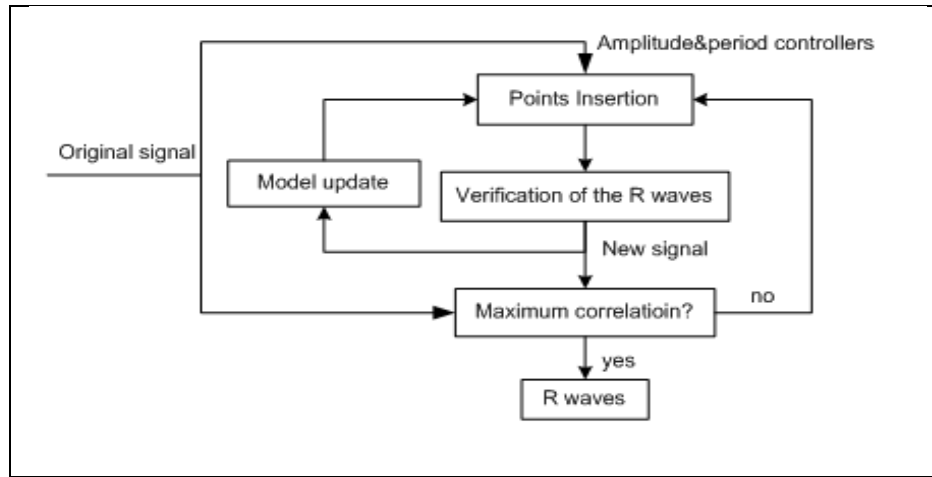 Amplitude&period controllers
Points Insertion
Original signal
Model update
Verification of the R waves
New signal
Maximum correlatioin?
no
yes
R waves